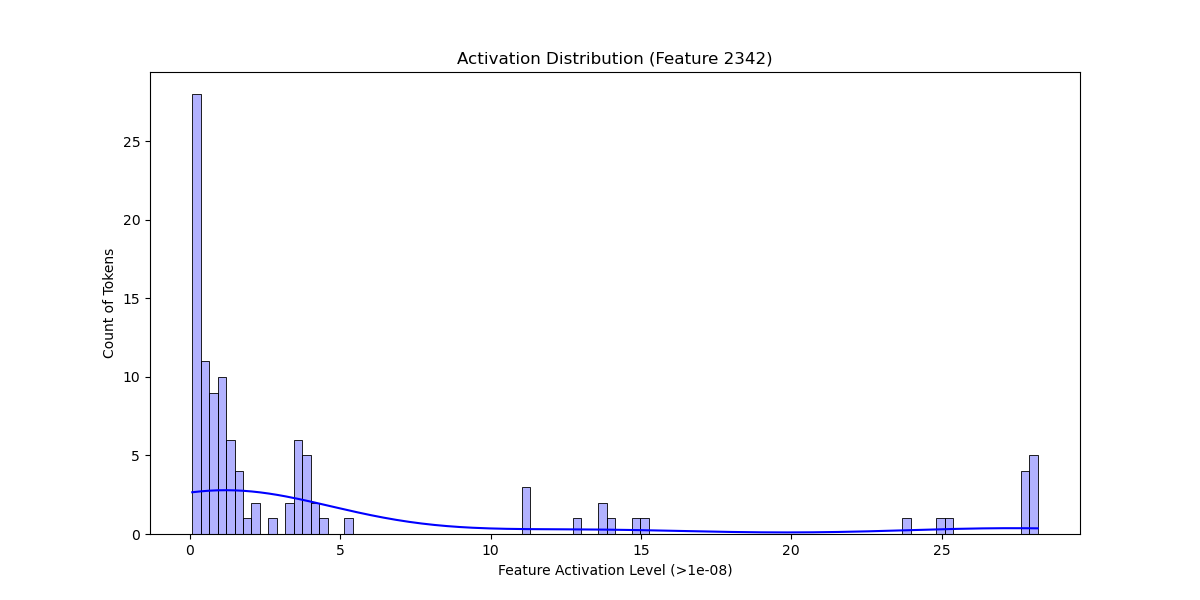 Activation Distribution (Feature 2342)
25
20
15
10
5
0
Count of Tokens
0 5 10 15 20 25
Feature Activation Level (>1e-08)